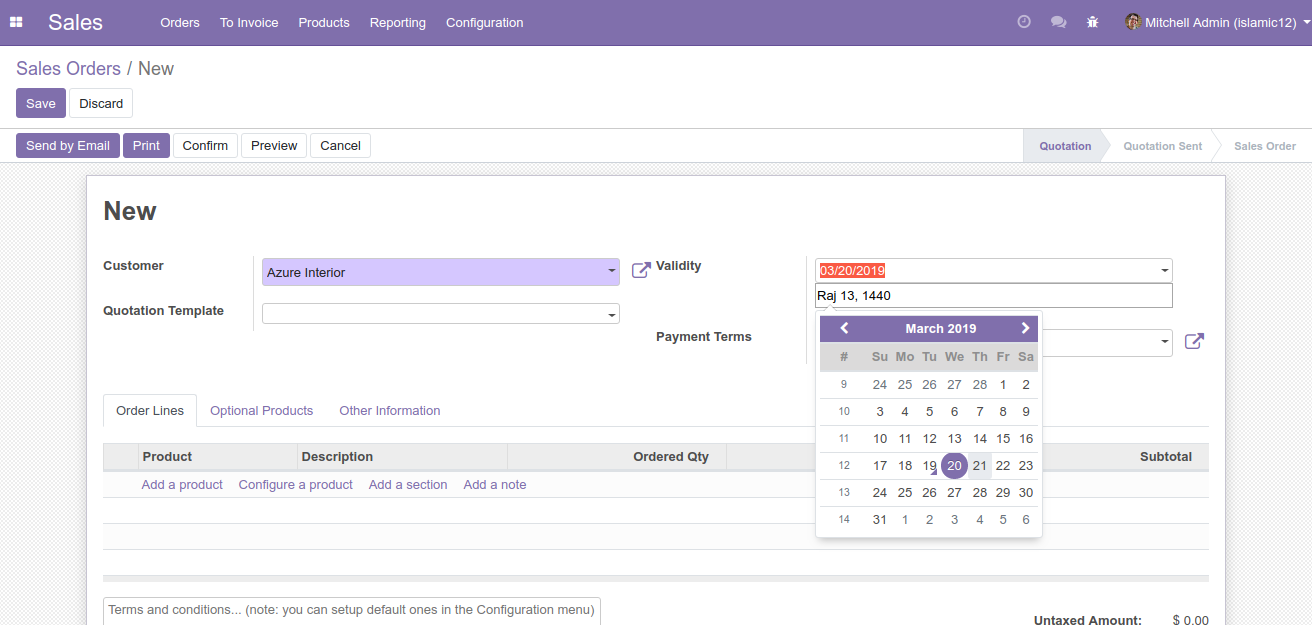 Sales Orders To Invoice Products Reporting Configuration Mitchell Admin (islamic12)
Sales Orders / New
Save Discard
Send by Email Print Confirm Preview Cancel Quotation Quotation Sent Sales Order
New
Customer Azure Interior Validity 03/20/2019
Raj 13, 1440
Quotation Template
Payment Terms
March 2019
# Su Mo Tu We Th Fr Sa
9 24 25 26 27 28 1 2
10 3 4 5 6 7 8 9
11 10 11 12 13 14 15 16
12 17 18 19 20 21 22 23
13 24 25 26 27 28 29 30
14 31 1 2 3 4 5 6
Order Lines Optional Products Other Information
Product Description Ordered Qty Subtotal
Add a product Configure a product Add a section Add a note
Terms and conditions... (note: you can setup default ones in the Configuration menu)
Untaxed Amount: $ 0.00